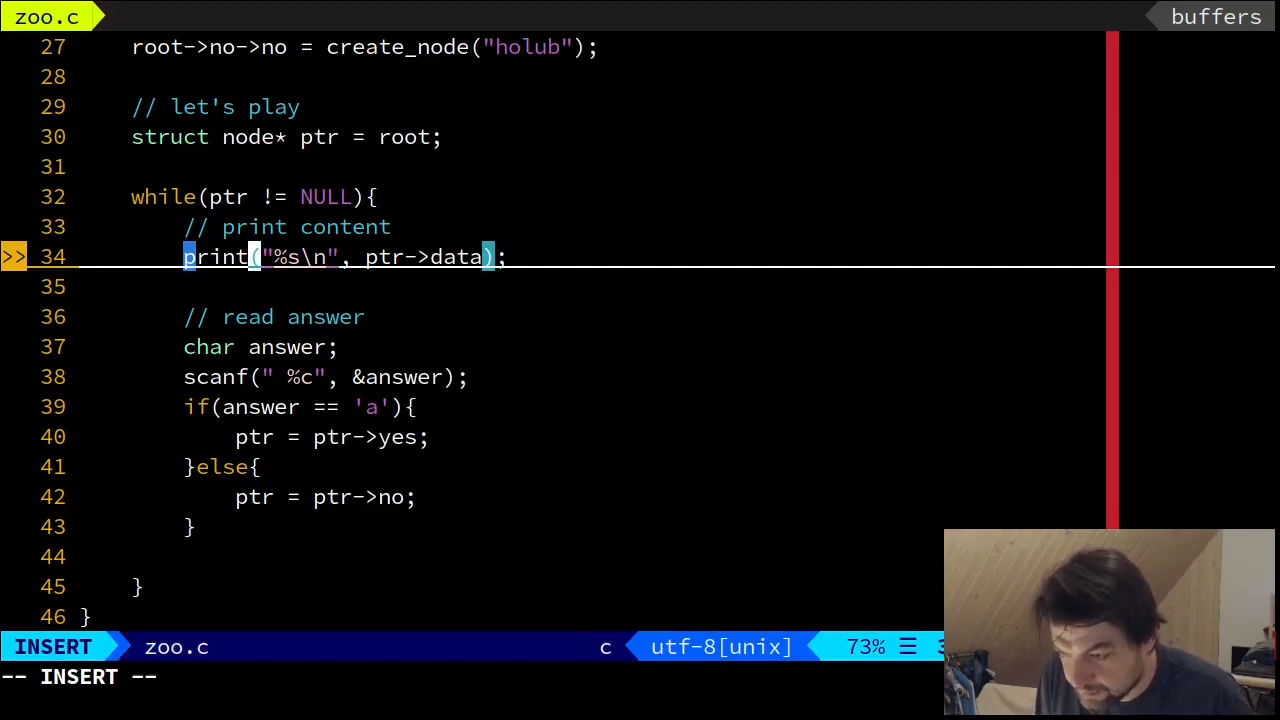 zoo.c buffers
27 root->no->no = create_node("holub");
28
29 // let's play
30 struct node* ptr = root;
31
32 while(ptr != NULL){
33 // print content
>> 34 print("%s\n", ptr->data);
35
36 // read answer
37 char answer;
38 scanf(" %c", &answer);
39 if(answer == 'a'){
40 ptr = ptr->yes;
41 }else{
42 ptr = ptr->no;
43 }
44
45 }
46 }
INSERT zoo.c c utf-8[unix] 73% ☰
-- INSERT --